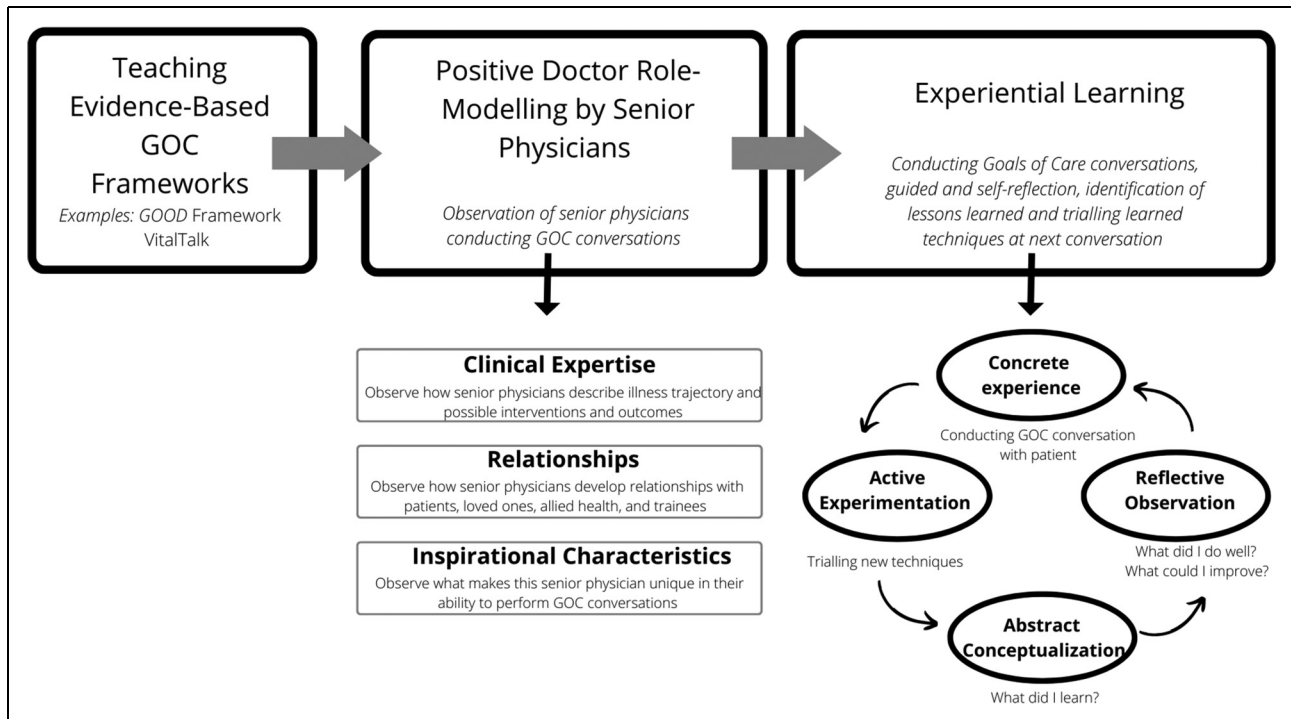 Teaching
Evidence-Based
GOC
Frameworks
Examples: GOOD Framework
VitalTalk
Positive Doctor Role-
Modelling by Senior
Physicians
Observation of senior physicians
conducting GOC conversations
Experiential Learning
Conducting Goals of Care conversations,
guided and self-reflection, identification of
lessons learned and trialling learned
techniques at next conversation
Clinical Expertise
Observe how senior physicians describe illness trajectory and
possible interventions and outcomes
Relationships
Observe how senior physicians develop relationships with
patients, loved ones, allied health, and trainees
Inspirational Characteristics
Observe what makes this senior physician unique in their
ability to perform GOC conversations
Concrete
experience
Conducting GOC conversation
with patient
Active
Experimentation
Trialling new techniques
Reflective
Observation
What did I do well?
What could I improve?
Abstract
Conceptualization
What did I learn?